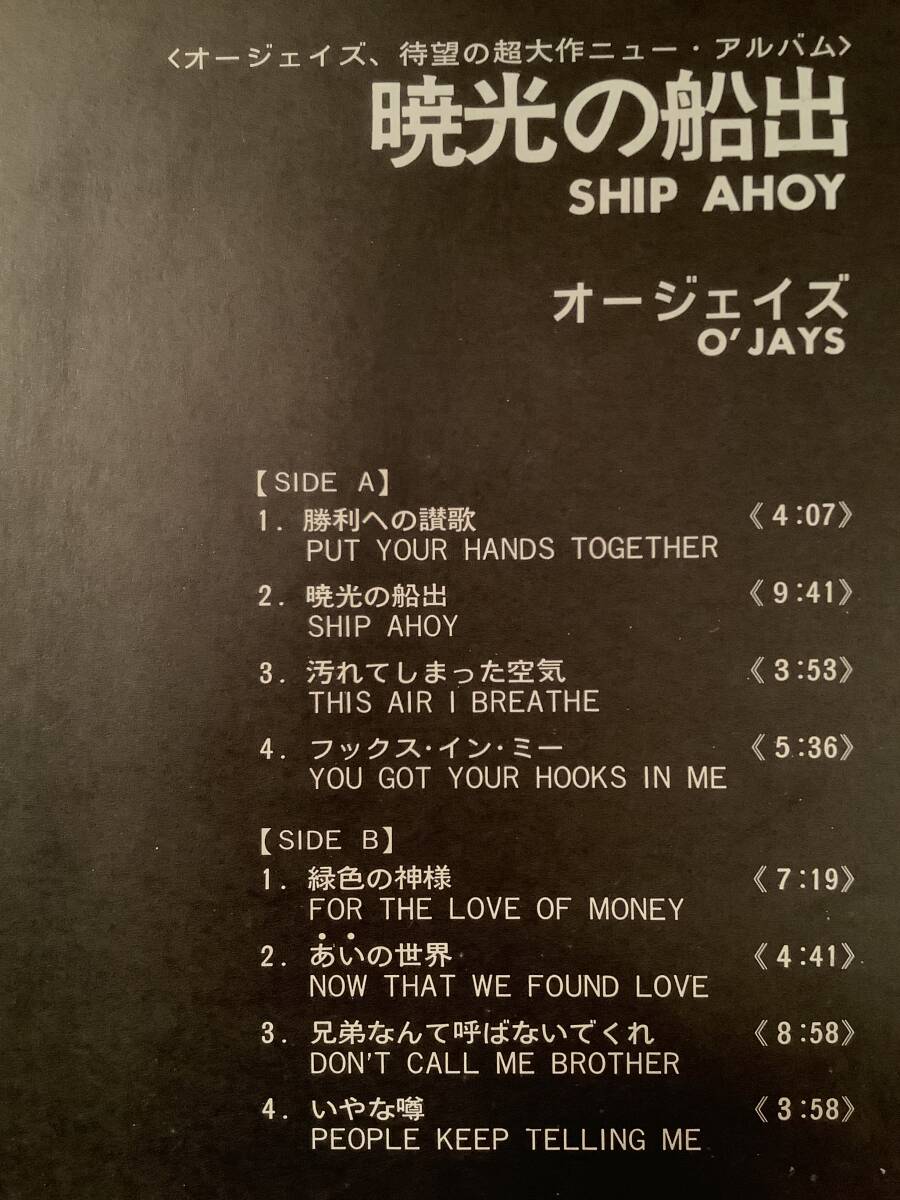 <オージェイズ、待望の超大作ニュー・アルバム>
暁光の船出
SHIP AHOY
オージェイズ
O'JAYS
【SIDE A】
1. 勝利への讃歌 《4:07》
PUT YOUR HANDS TOGETHER
2. 暁光の船出 《9:41》
SHIP AHOY
3. 汚れてしまった空気 《3:53》
THIS AIR I BREATHE
4. フックス・イン・ミー 《5:36》
YOU GOT YOUR HOOKS IN ME
【SIDE B】
1. 緑色の神様 《7:19》
FOR THE LOVE OF MONEY
2. あいの世界 《4:41》
NOW THAT WE FOUND LOVE
3. 兄弟なんて呼ばないでくれ 《8:58》
DON'T CALL ME BROTHER
4. いやな噂 《3:58》
PEOPLE KEEP TELLING ME